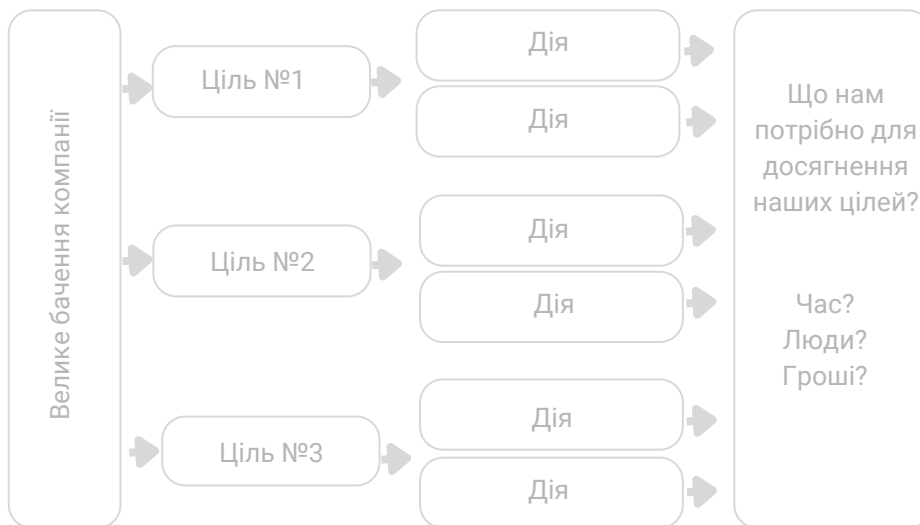 Велике бачення компанії
Ціль №1
Дія
Дія
Ціль №2
Дія
Дія
Ціль №3
Дія
Дія
Що нам
потрібно для
досягнення
наших цілей?
Час?
Люди?
Гроші?